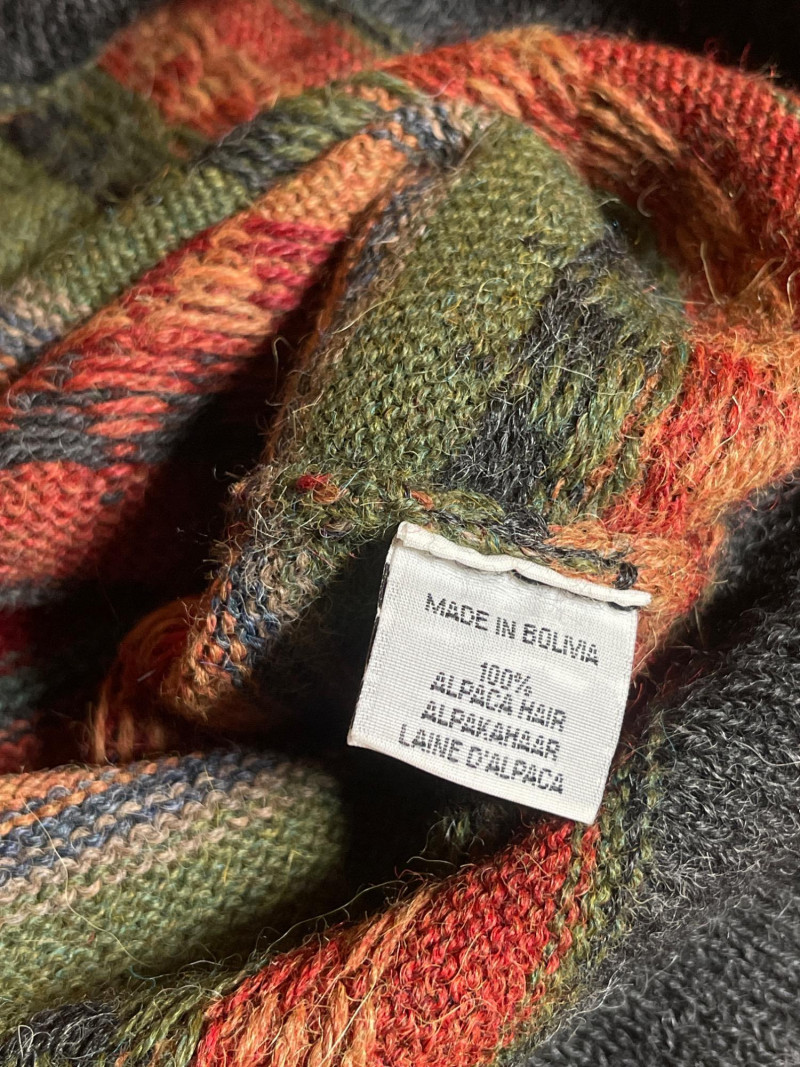 MADE IN BOLIVIA
100%
ALPACA HAIR
ALPAKAHAAR
LAINE D'ALPACA